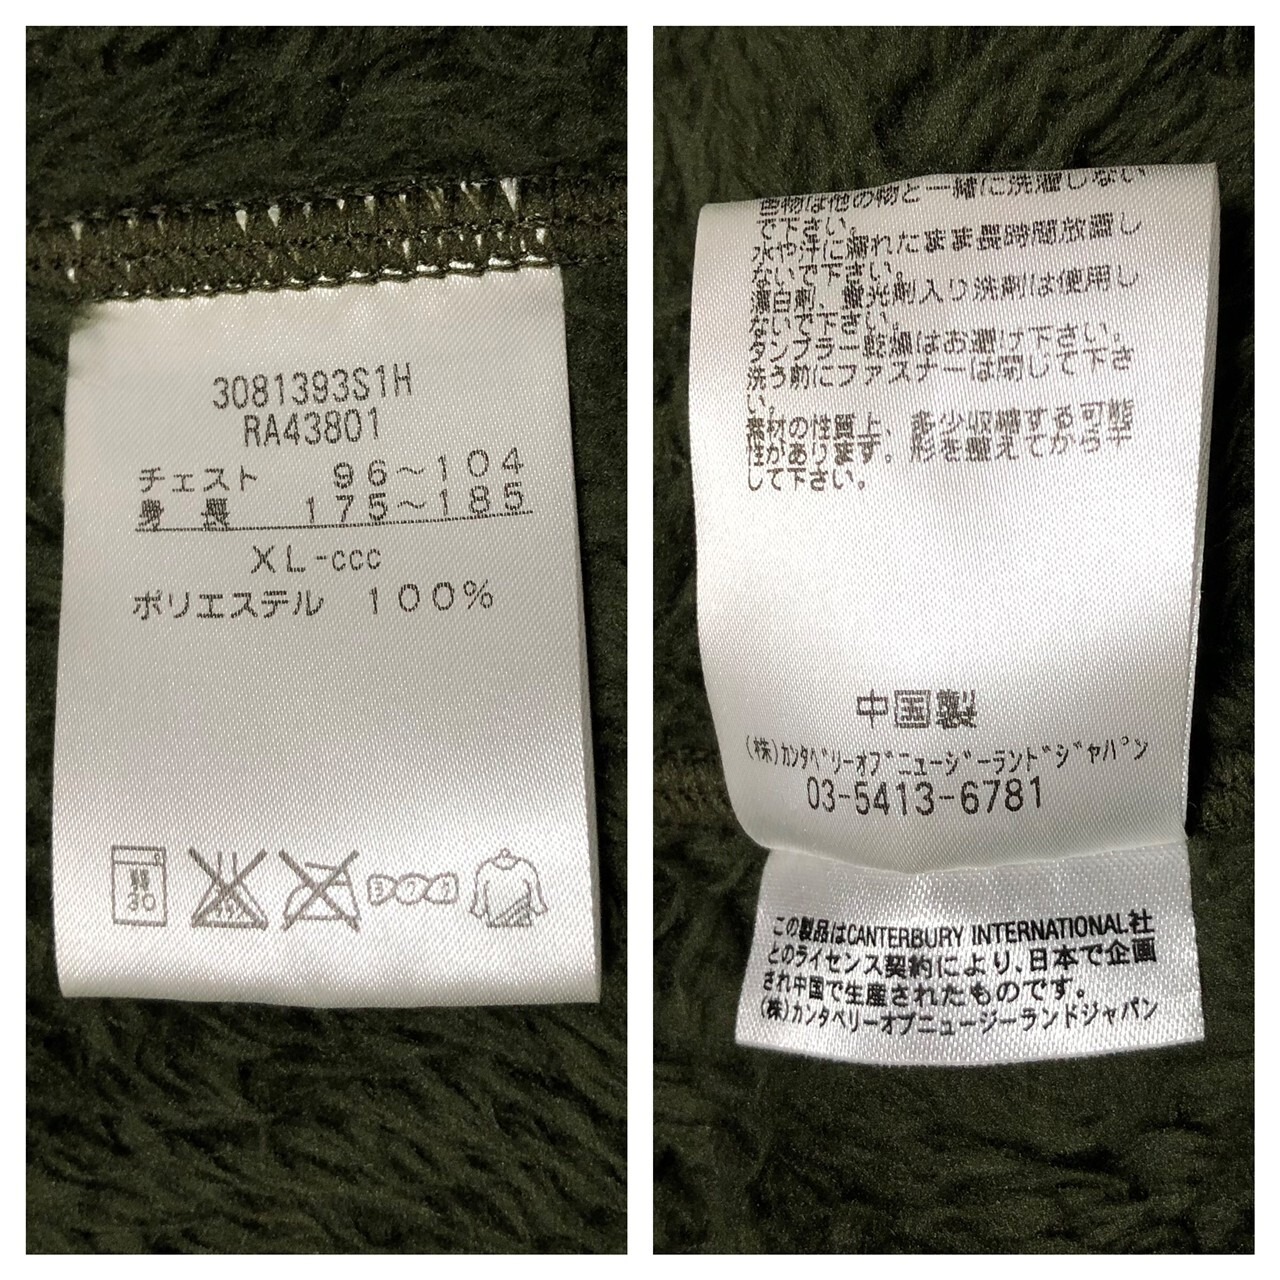 3081393S1H
RA43801
チェスト 96～104
身長 175～185
XL-ccc
ポリエステル 100%
弱
30
ヨワク
色物は他の物と一緒に洗濯しない
で下さい。
水や汗に濡れたまま長時間放置し
ないで下さい。
漂白剤、蛍光剤入り洗剤は使用し
ないで下さい。
タンブラー乾燥はお避け下さい。
洗う前にファスナーは閉じて下さ
い。
素材の性質上、多少収縮する可能
性があります。形を整えてから干
して下さい。
中国製
(株)ｶﾝﾀﾍﾞﾘｰｵﾌﾞﾆｭｰｼﾞｰﾗﾝﾄﾞｼﾞｬﾊﾟﾝ
03-5413-6781
この製品はCANTERBURY INTERNATIONAL社
とのライセンス契約により、日本で企画
され中国で生産されたものです。
(株)カンタベリーオブニュージーランドジャパン